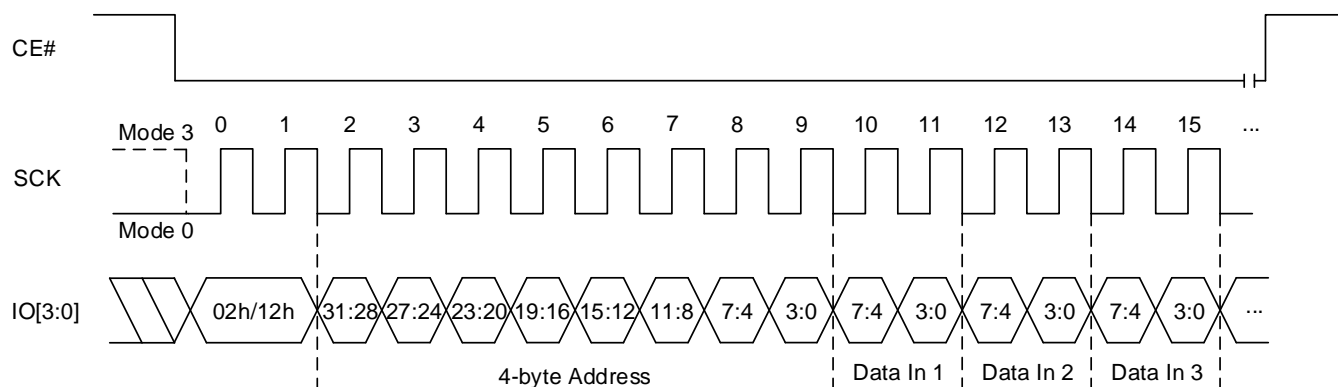 CE#
0 1 2 3 4 5 6 7 8 9 10 11 12 13 14 15 ...
Mode 3
SCK
Mode 0
IO[3:0] 02h/12h 31:28 27:24 23:20 19:16 15:12 11:8 7:4 3:0 7:4 3:0 7:4 3:0 7:4 3:0 ...
4-byte Address Data In 1 Data In 2 Data In 3